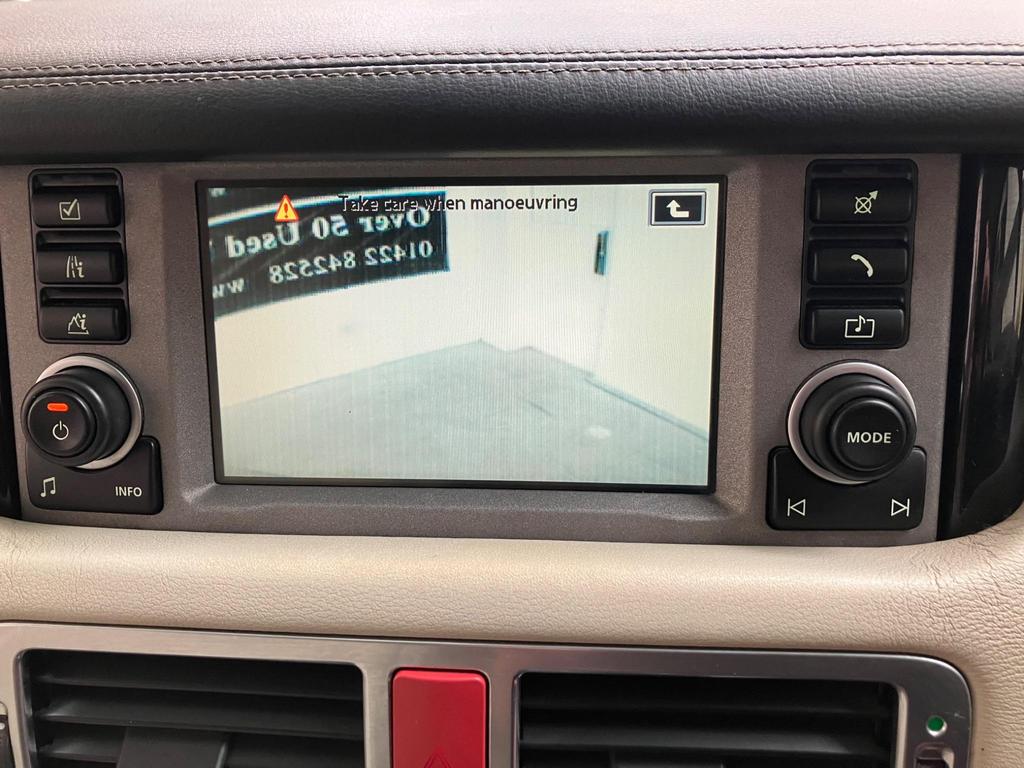 Take care when manoeuvring
Over 50 Used
01422 842528
INFO
MODE